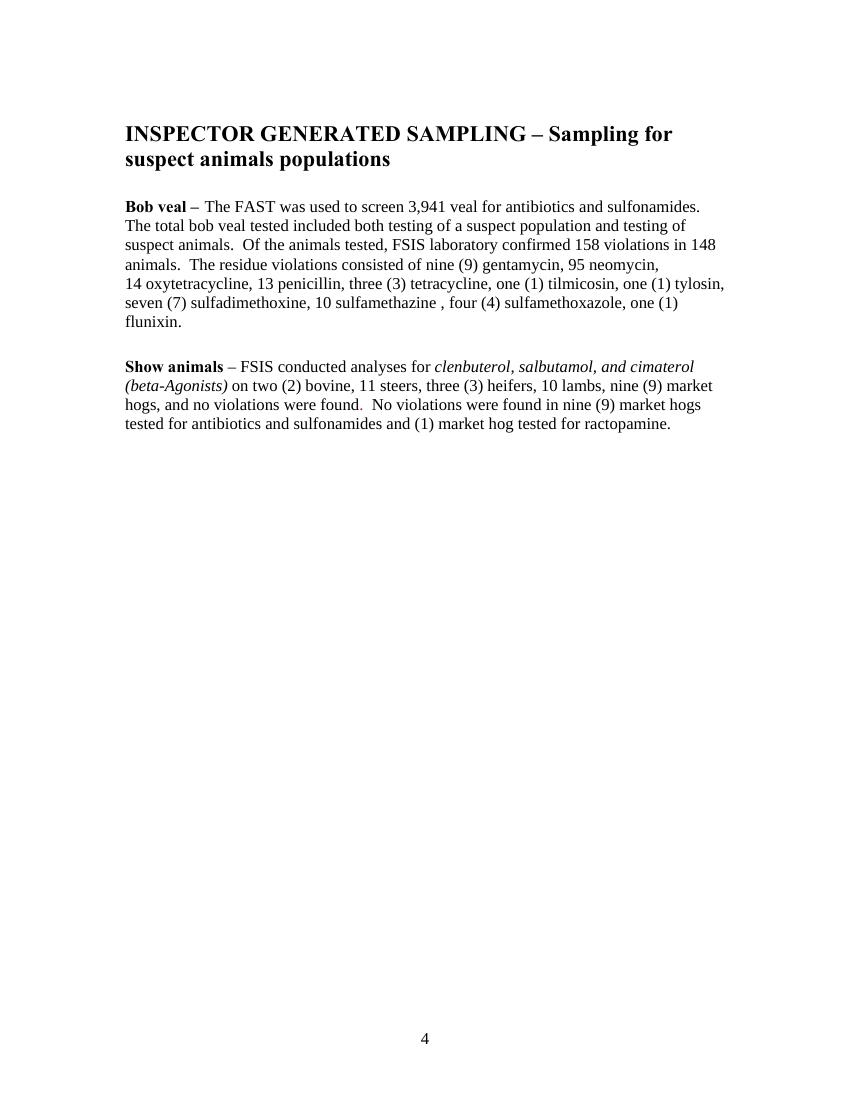 INSPECTOR GENERATED SAMPLING – Sampling for
suspect animals populations
Bob veal – The FAST was used to screen 3,941 veal for antibiotics and sulfonamides.
The total bob veal tested included both testing of a suspect population and testing of
suspect animals.  Of the animals tested, FSIS laboratory confirmed 158 violations in 148
animals.  The residue violations consisted of nine (9) gentamycin, 95 neomycin,
14 oxytetracycline, 13 penicillin, three (3) tetracycline, one (1) tilmicosin, one (1) tylosin,
seven (7) sulfadimethoxine, 10 sulfamethazine , four (4) sulfamethoxazole, one (1)
flunixin.
Show animals – FSIS conducted analyses for clenbuterol, salbutamol, and cimaterol
(beta-Agonists) on two (2) bovine, 11 steers, three (3) heifers, 10 lambs, nine (9) market
hogs, and no violations were found.  No violations were found in nine (9) market hogs
tested for antibiotics and sulfonamides and (1) market hog tested for ractopamine.
4